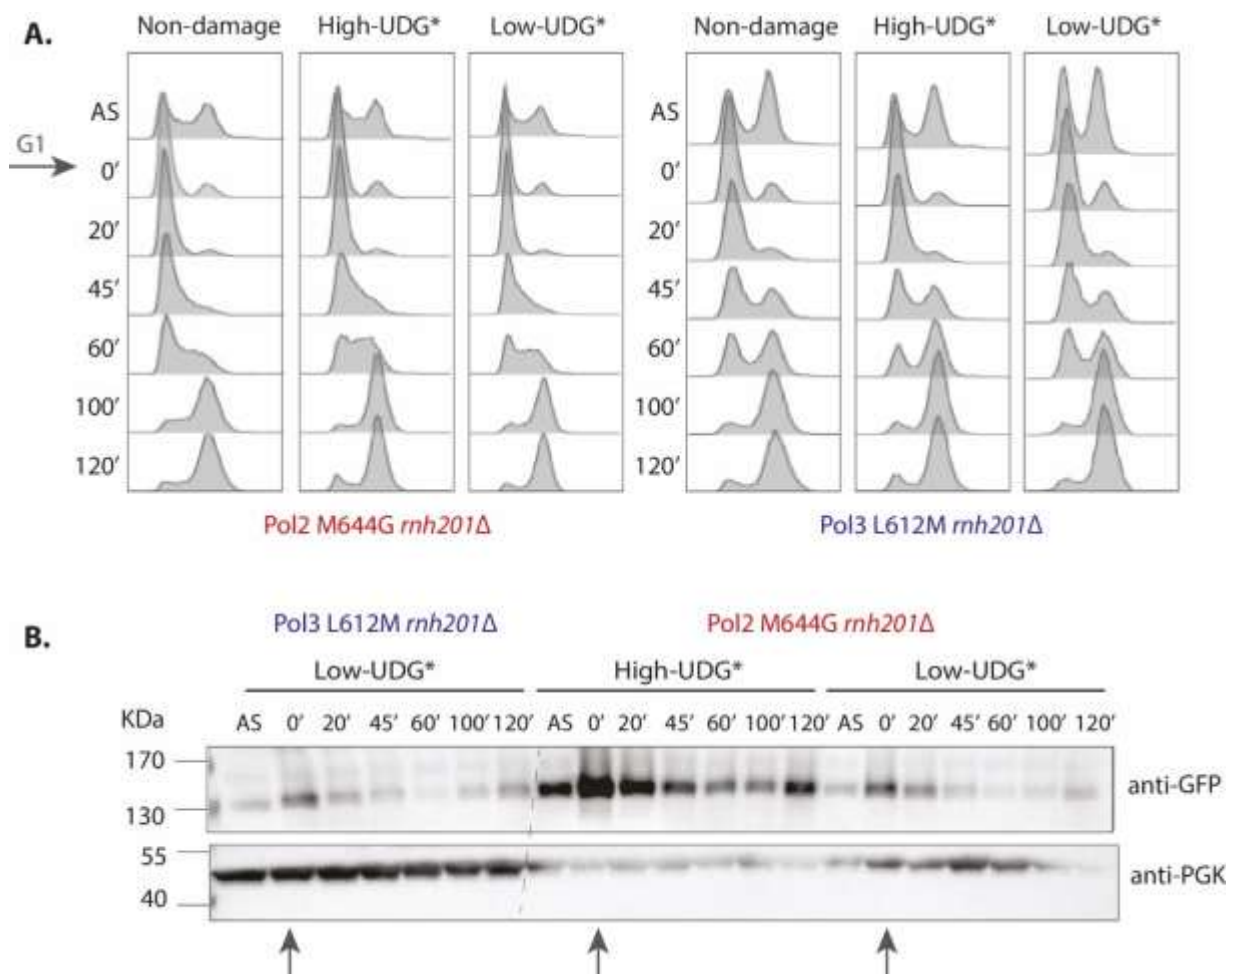 A.
Non-damage High-UDG* Low-UDG* Non-damage High-UDG* Low-UDG*
AS
G1
0′
20′
45′
60′
100′
120′
AS
0′
20′
45′
60′
100′
120′
Pol2 M644G rnh201Δ Pol3 L612M rnh201Δ
B.
Pol3 L612M rnh201Δ Pol2 M644G rnh201Δ
Low-UDG* High-UDG* Low-UDG*
KDa AS 0′ 20′ 45′ 60′ 100′ 120′ AS 0′ 20′ 45′ 60′ 100′ 120′ AS 0′ 20′ 45′ 60′ 100′ 120′
170
anti-GFP
130
55
anti-PGK
40